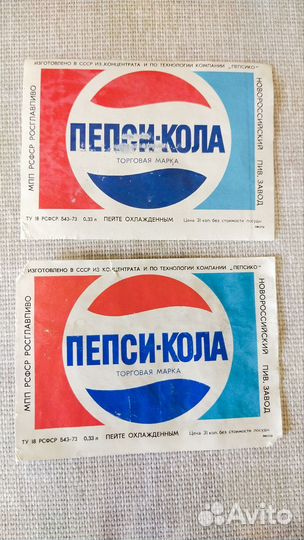 ИЗГОТОВЛЕНО В СССР ИЗ КОНЦЕНТРАТА И ПО ТЕХНОЛОГИИ КОМПАНИИ „ПЕПСИКО"
МПП РСФСР РОСГЛАВПИВО
ПЕПСИ-КОЛА
ТОРГОВАЯ МАРКА
НОВОРОССИЙСКИЙ ПИВ. ЗАВОД
ТУ 18 РСФСР 543-73 0,33 л ПЕЙТЕ ОХЛАЖДЕННЫМ Цена 31 коп. без стоимости посуды
ИЗГОТОВЛЕНО В СССР ИЗ КОНЦЕНТРАТА И ПО ТЕХНОЛОГИИ КОМПАНИИ „ПЕПСИКО"
МПП РСФСР РОСГЛАВПИВО
ПЕПСИ-КОЛА
ТОРГОВАЯ МАРКА
НОВОРОССИЙСКИЙ ПИВ. ЗАВОД
ТУ 18 РСФСР 543-73 0,33 л ПЕЙТЕ ОХЛАЖДЕННЫМ Цена 31 коп. без стоимости посуды
Avito